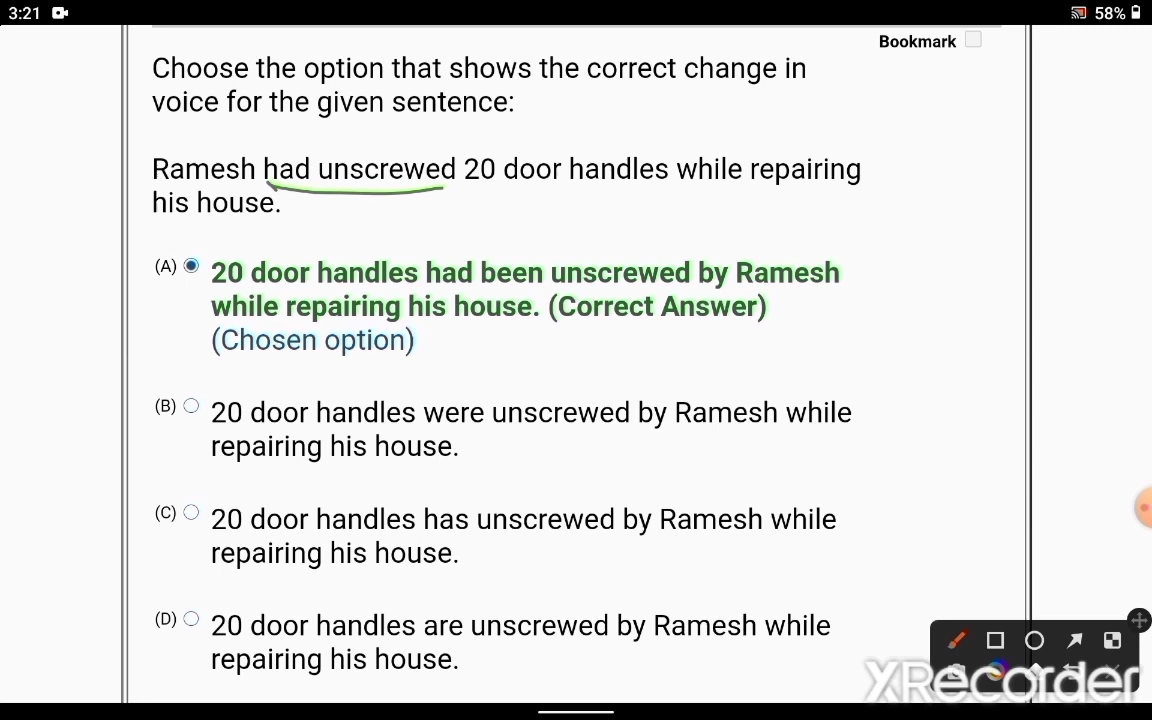 3:21
58%
Bookmark
Choose the option that shows the correct change in
voice for the given sentence:
Ramesh had unscrewed 20 door handles while repairing
his house.
(A) 20 door handles had been unscrewed by Ramesh
while repairing his house. (Correct Answer)
(Chosen option)
(B) 20 door handles were unscrewed by Ramesh while
repairing his house.
(C) 20 door handles has unscrewed by Ramesh while
repairing his house.
(D) 20 door handles are unscrewed by Ramesh while
repairing his house.
XRecorder